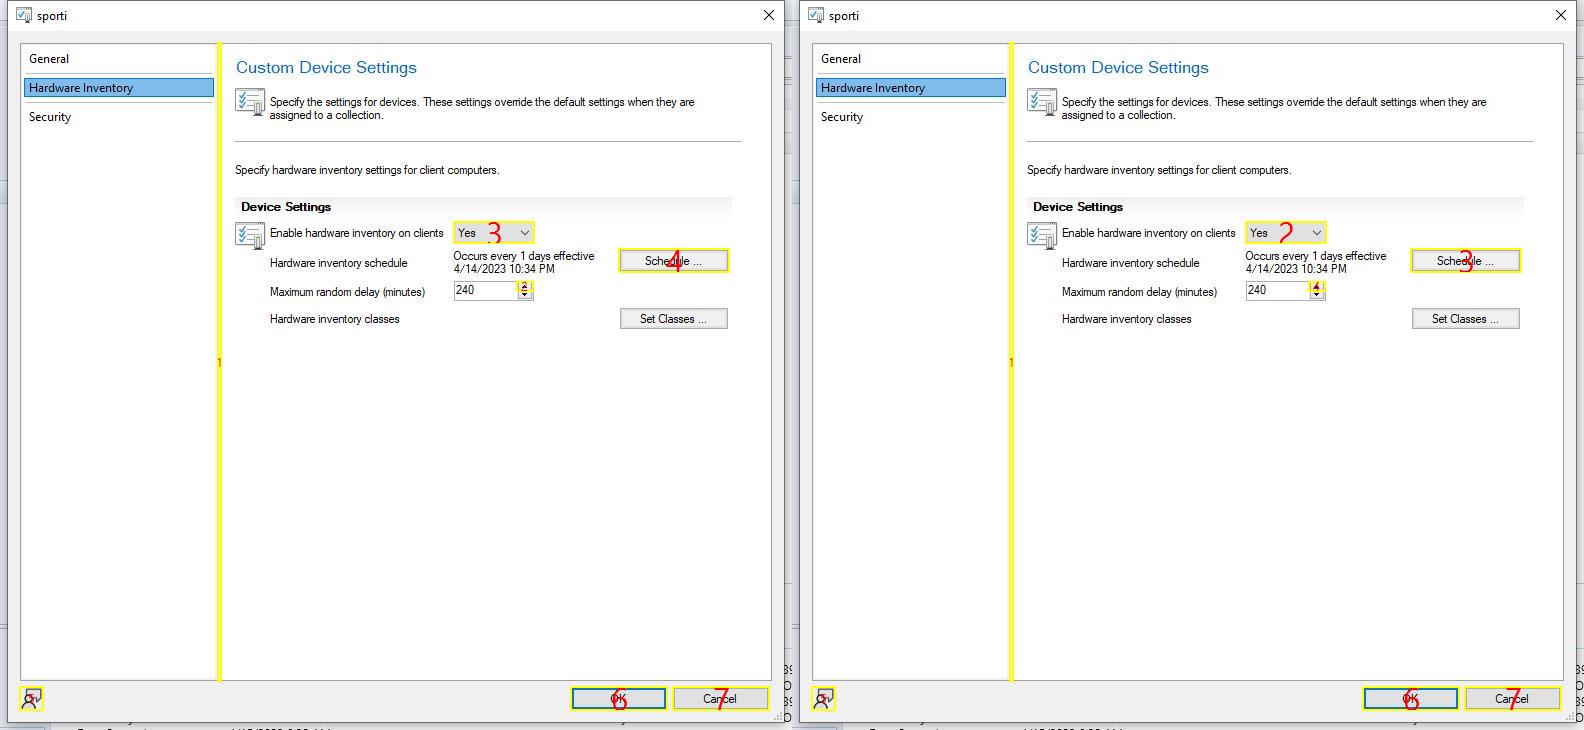 sporti
General
Hardware Inventory
Security
Custom Device Settings
Specify the settings for devices. These settings override the default settings when they are
assigned to a collection.
Specify hardware inventory settings for client computers.
Device Settings
Enable hardware inventory on clients
Yes
3
Hardware inventory schedule
Occurs every 1 days effective
4/14/2023 10:34 PM
Schedule ...
4
Maximum random delay (minutes)
240
2
Hardware inventory classes
Set Classes ...
1
OK
6
Cancel
7
sporti
General
Hardware Inventory
Security
Custom Device Settings
Specify the settings for devices. These settings override the default settings when they are
assigned to a collection.
Specify hardware inventory settings for client computers.
Device Settings
Enable hardware inventory on clients
Yes
2
Hardware inventory schedule
Occurs every 1 days effective
4/14/2023 10:34 PM
Schedule ...
3
Maximum random delay (minutes)
240
Hardware inventory classes
Set Classes ...
1
OK
6
Cancel
7